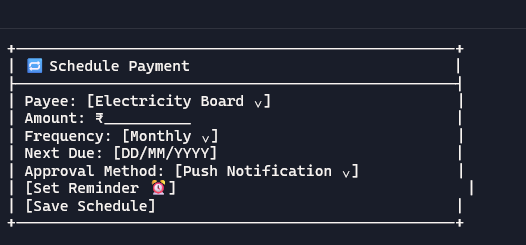 🔁 Schedule Payment
Payee: [Electricity Board ⌄]
Amount: ₹__________
Frequency: [Monthly ⌄]
Next Due: [DD/MM/YYYY]
Approval Method: [Push Notification ⌄]
[Set Reminder ⏰]
[Save Schedule]